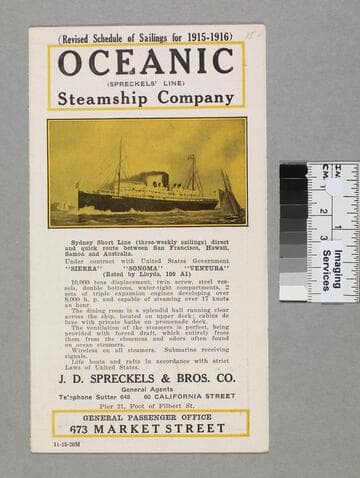 (Revised Schedule of Sailings for 1915-1916)
OCEANIC
(SPRECKELS' LINE)
Steamship Company
Sydney Short Line (three-weekly sailings) direct
and quick route between San Francisco, Hawaii,
Samoa and Australia.
Under contract with United States Government
"SIERRA" "SONOMA" "VENTURA"
(Rated by Lloyds, 100 A1)
10,000 tons displacement, twin screw, steel ves-
sels, double bottoms, water-tight compartments, 2
sets of triple expansion engines developing
8,000 h. p. and capable of steaming over 17 knots
an hour.
The dining room is a splendid hall running clear
across the ship, located on upper deck; cabins de
luxe with private baths on promenade deck.
The ventilation of the steamers is perfect, being
provided with forced draft, which entirely frees
them from the closeness and odors often found
on ocean steamers.
Wireless on all steamers. Submarine receiving
signals.
Life boats and rafts in accordance with strict
Laws of United States.
J. D. SPRECKELS & BROS. CO.
General Agents
Telephone Sutter 648 60 CALIFORNIA STREET
Pier 21, Foot of Filbert St.
GENERAL PASSENGER OFFICE
673 MARKET STREET
11-15-20M
Imaging
Services